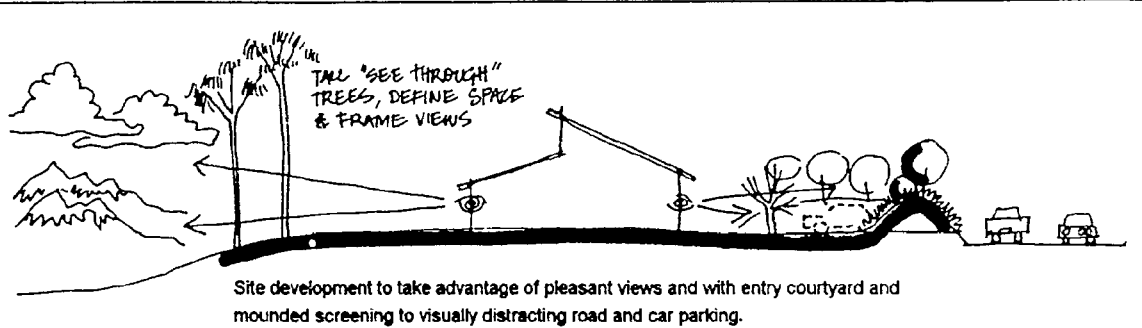 TALL "SEE THROUGH"
TREES, DEFINE SPACE
& FRAME VIEWS
Site development to take advantage of pleasant views and with entry courtyard and
mounded screening to visually distracting road and car parking.